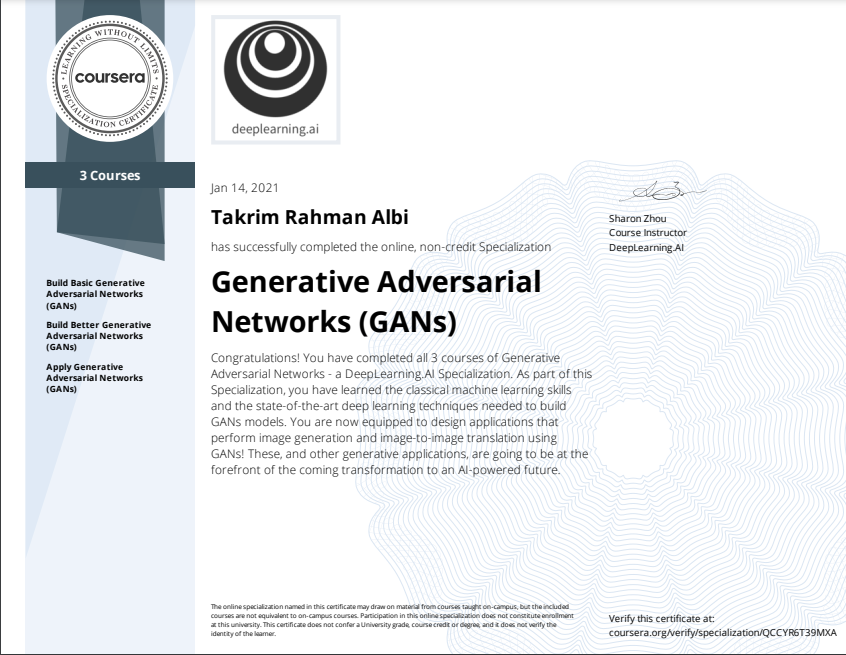 LEARNING WITHOUT LIMITS
coursera
SPECIALIZATION CERTIFICATE
3 Courses
Build Basic Generative
Adversarial Networks
(GANs)
Build Better Generative
Adversarial Networks
(GANs)
Apply Generative
Adversarial Networks
(GANs)
deeplearning.ai
Jan 14, 2021
Takrim Rahman Albi
has successfully completed the online, non-credit Specialization
Generative Adversarial
Networks (GANs)
Congratulations! You have completed all 3 courses of Generative
Adversarial Networks - a DeepLearning.AI Specialization. As part of this
Specialization, you have learned the classical machine learning skills
and the state-of-the-art deep learning techniques needed to build
GANs models. You are now equipped to design applications that
perform image generation and image-to-image translation using
GANs! These, and other generative applications, are going to be at the
forefront of the coming transformation to an AI-powered future.
Sharon Zhou
Course Instructor
DeepLearning.AI
The online specialization named in this certificate may draw on material from courses taught on-campus, but the included
courses are not equivalent to on-campus courses. Participation in this online specialization does not constitute enrollment
at this university. This certificate does not confer a University grade, course credit or degree, and it does not verify the
identity of the learner.
Verify this certificate at:
coursera.org/verify/specialization/QCCYR6T39MXA